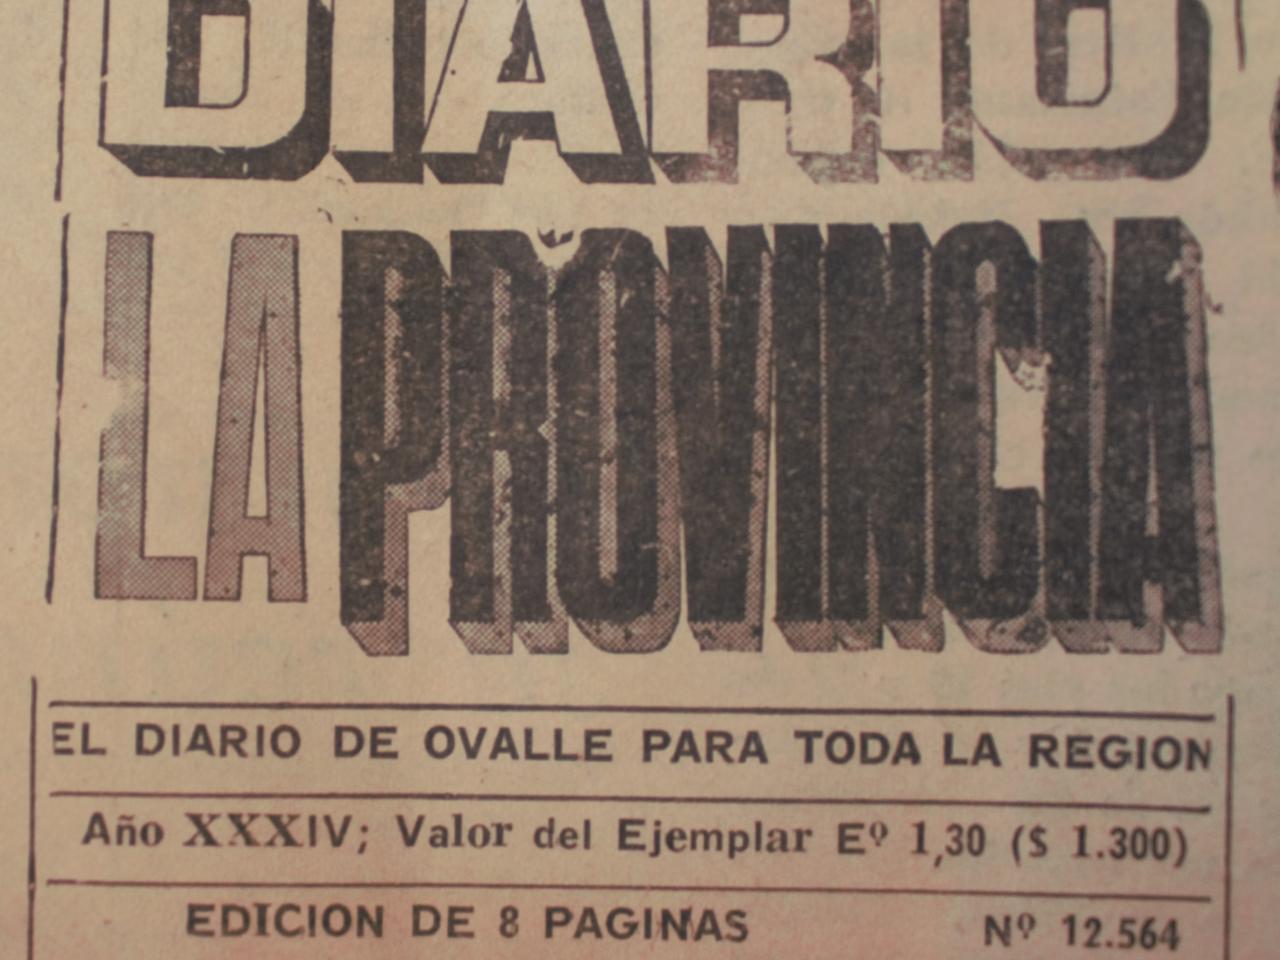 DIARIO
LA PROVINCIA
EL DIARIO DE OVALLE PARA TODA LA REGION
Año XXXIV; Valor del Ejemplar Eº 1,30 ($ 1.300)
EDICION DE 8 PAGINAS Nº 12.564